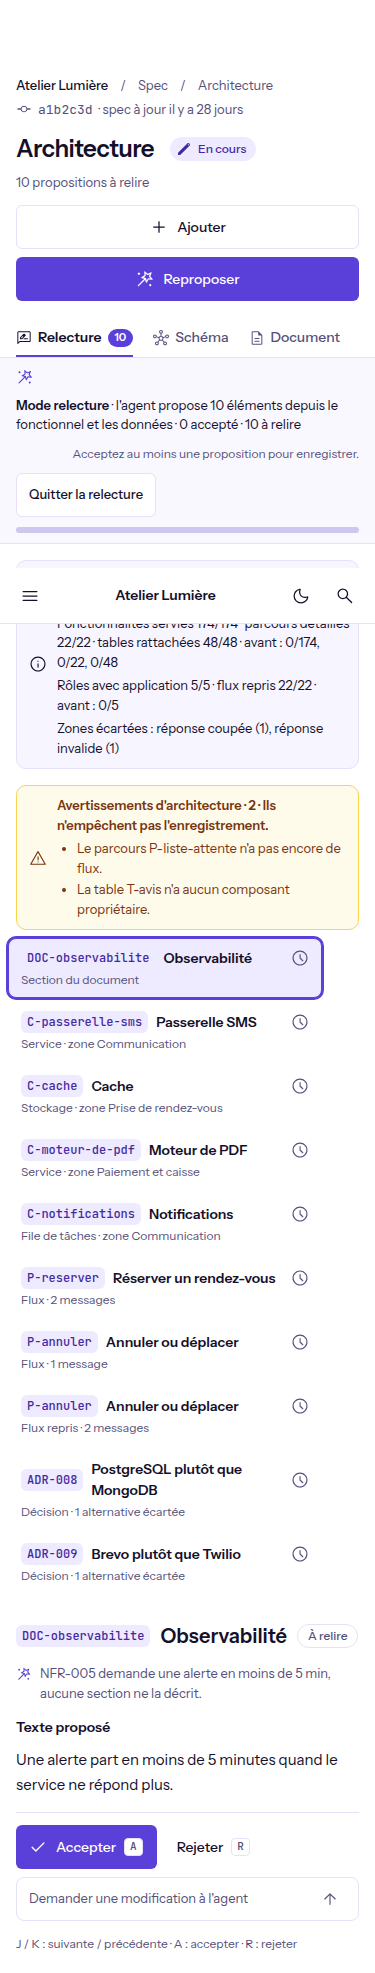 Atelier Lumière / Spec / Architecture
a1b2c3d · spec à jour il y a 28 jours
Architecture En cours
10 propositions à relire
Ajouter
Reproposer
Relecture 10 Schéma Document
Mode relecture · l'agent propose 10 éléments depuis le
fonctionnel et les données · 0 accepté · 10 à relire
Acceptez au moins une proposition pour enregistrer.
Quitter la relecture
Atelier Lumière
Fonctionnalités servies 174/174 · parcours détaillés
22/22 · tables rattachées 48/48 · avant : 0/174,
0/22, 0/48
Rôles avec application 5/5 · flux repris 22/22 ·
avant : 0/5
Zones écartées : réponse coupée (1), réponse
invalide (1)
Avertissements d'architecture · 2 · Ils
n'empêchent pas l'enregistrement.
• Le parcours P-liste-attente n'a pas encore de
flux.
• La table T-avis n'a aucun composant
propriétaire.
DOC-observabilite Observabilité
Section du document
C-passerelle-sms Passerelle SMS
Service · zone Communication
C-cache Cache
Stockage · zone Prise de rendez-vous
C-moteur-de-pdf Moteur de PDF
Service · zone Paiement et caisse
C-notifications Notifications
File de tâches · zone Communication
P-reserver Réserver un rendez-vous
Flux · 2 messages
P-annuler Annuler ou déplacer
Flux · 1 message
P-annuler Annuler ou déplacer
Flux repris · 2 messages
ADR-008 PostgreSQL plutôt que
MongoDB
Décision · 1 alternative écartée
ADR-009 Brevo plutôt que Twilio
Décision · 1 alternative écartée
DOC-observabilite Observabilité À relire
NFR-005 demande une alerte en moins de 5 min,
aucune section ne la décrit.
Texte proposé
Une alerte part en moins de 5 minutes quand le
service ne répond plus.
Accepter A Rejeter R
Demander une modification à l'agent
J / K : suivante / précédente · A : accepter · R : rejeter